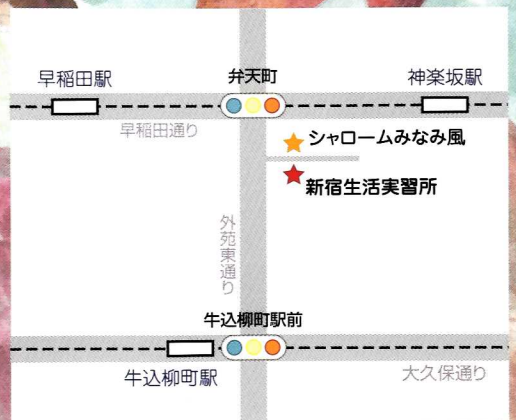 早稲田駅
弁天町
神楽坂駅
早稲田通り
シャロームみなみ風
新宿生活実習所
外苑東通り
牛込柳町駅前
牛込柳町駅
大久保通り